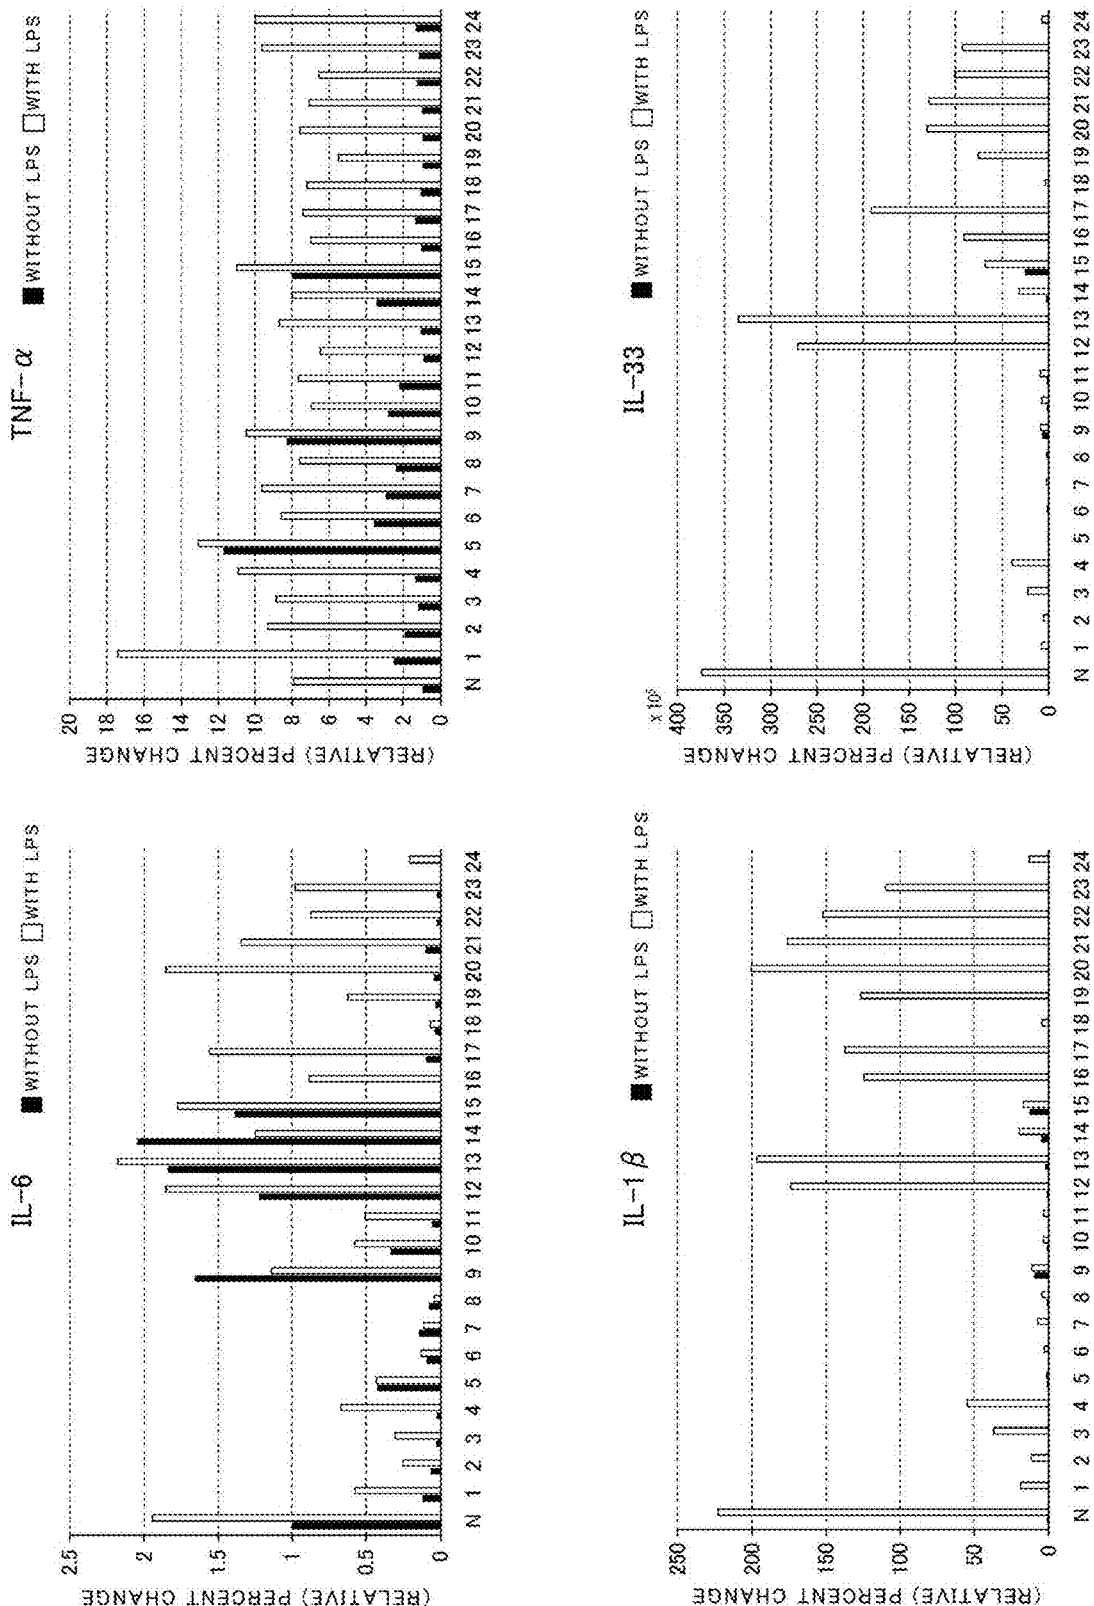 IL-6
■WITHOUT LPS □WITH LPS
(RELATIVE) PERCENT CHANGE
2.5
2
1.5
1
0.5
0
N 1 2 3 4 5 6 7 8 9 10 11 12 13 14 15 16 17 18 19 20 21 22 23 24
TNF-α
■WITHOUT LPS □WITH LPS
(RELATIVE) PERCENT CHANGE
20
18
16
14
12
10
8
6
4
2
0
N 1 2 3 4 5 6 7 8 9 10 11 12 13 14 15 16 17 18 19 20 21 22 23 24
IL-1 β
■WITHOUT LPS □WITH LPS
(RELATIVE) PERCENT CHANGE
250
200
150
100
50
0
N 1 2 3 4 5 6 7 8 9 10 11 12 13 14 15 16 17 18 19 20 21 22 23 24
IL-33
■WITHOUT LPS □WITH LPS
(RELATIVE) PERCENT CHANGE
400
350
300
250
200
150
100
50
0
N 1 2 3 4 5 6 7 8 9 10 11 12 13 14 15 16 17 18 19 20 21 22 23 24